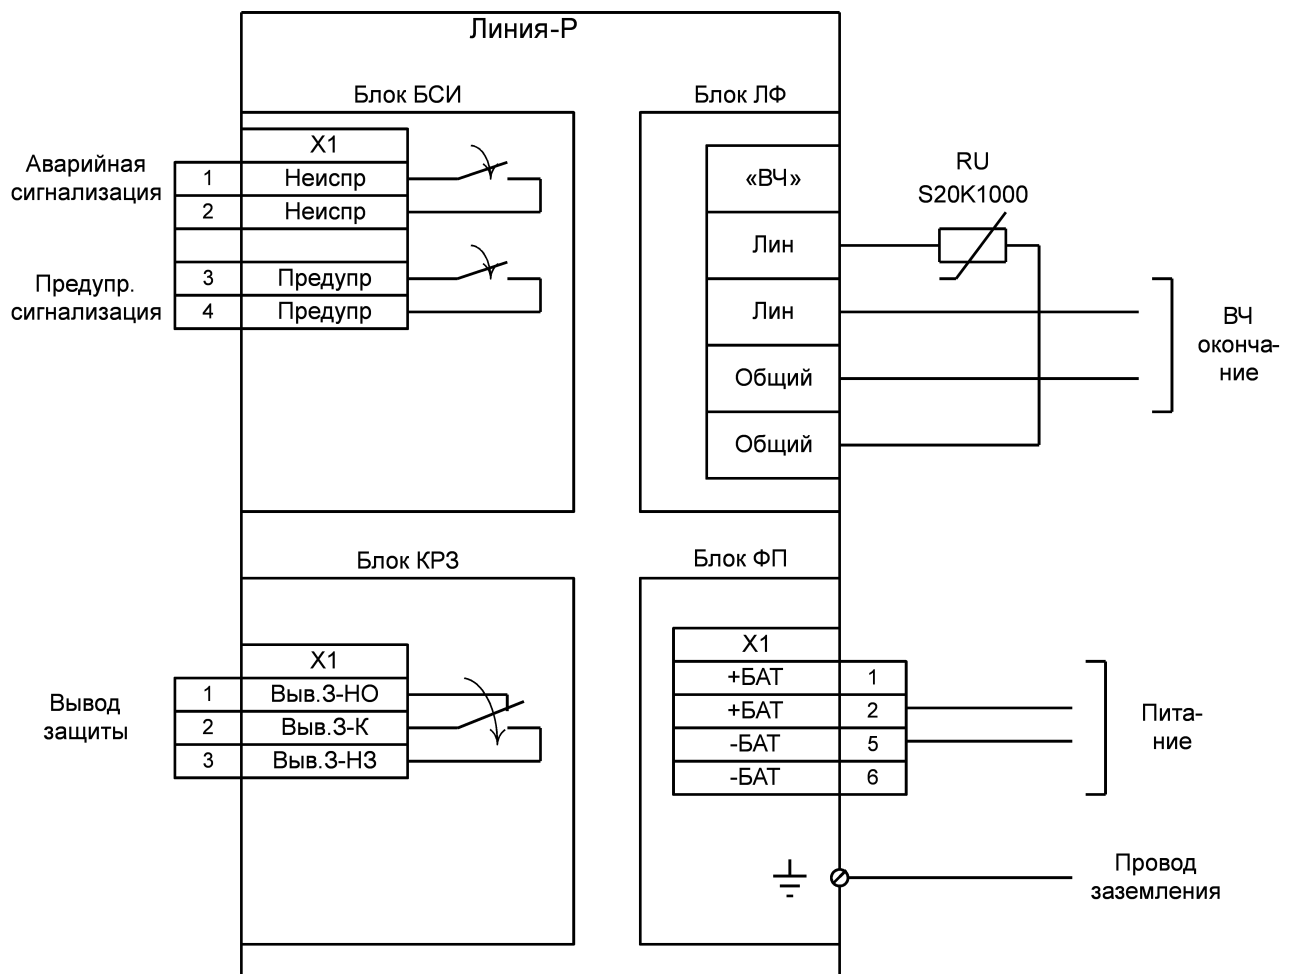 Линия-Р
Блок БСИ
X1
Аварийная
сигнализация
1 Неиспр
2 Неиспр
Предупр.
сигнализация
3 Предупр
4 Предупр
Блок ЛФ
«ВЧ»
Лин
Лин
Общий
Общий
RU
S20K1000
ВЧ
оконча-
ние
Блок КРЗ
X1
Вывод
защиты
1 Выв.З-НО
2 Выв.З-К
3 Выв.З-НЗ
Блок ФП
X1
+БАТ 1
+БАТ 2
-БАТ 5
-БАТ 6
Пита-
ние
Провод
заземления